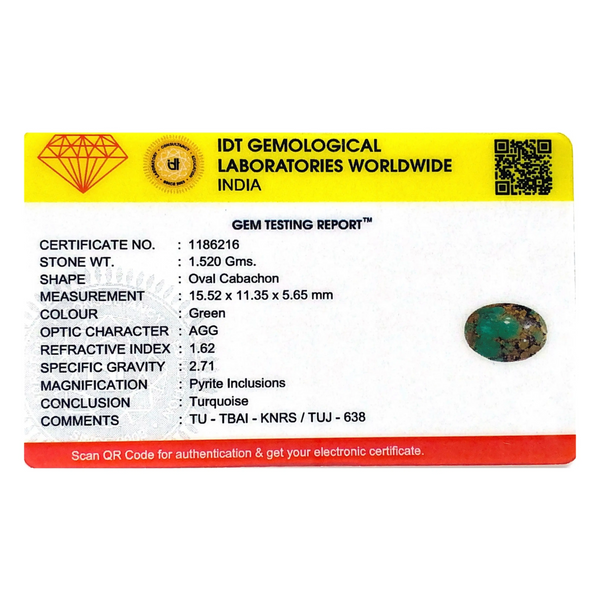 IDT GEMOLOGICAL
LABORATORIES WORLDWIDE
INDIA
GEM TESTING REPORT™
CERTIFICATE NO. : 1186216
STONE WT. : 1.520 Gms.
SHAPE : Oval Cabachon
MEASUREMENT : 15.52 x 11.35 x 5.65 mm
COLOUR : Green
OPTIC CHARACTER : AGG
REFRACTIVE INDEX : 1.62
SPECIFIC GRAVITY : 2.71
MAGNIFICATION : Pyrite Inclusions
CONCLUSION : Turquoise
COMMENTS : TU - TBAI - KNRS / TUJ - 638
Scan QR Code for authentication & get your electronic certificate.